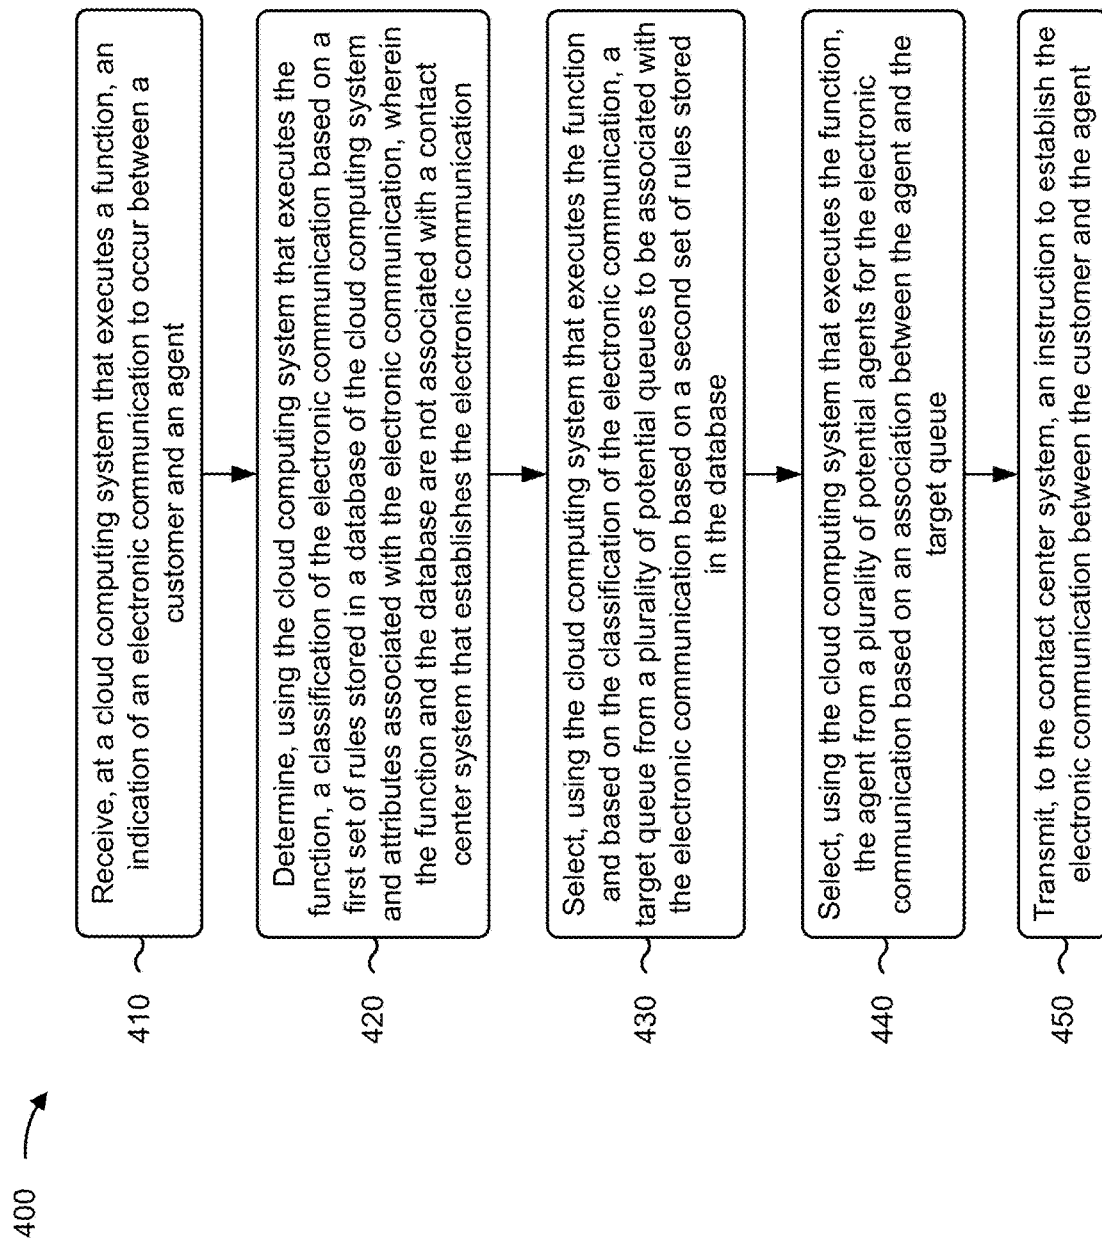 400
410
Receive, at a cloud computing system that executes a function, an
indication of an electronic communication to occur between a
customer and an agent
420
Determine, using the cloud computing system that executes the
function, a classification of the electronic communication based on a
first set of rules stored in a database of the cloud computing system
and attributes associated with the electronic communication, wherein
the function and the database are not associated with a contact
center system that establishes the electronic communication
430
Select, using the cloud computing system that executes the function
and based on the classification of the electronic communication, a
target queue from a plurality of potential queues to be associated with
the electronic communication based on a second set of rules stored
in the database
440
Select, using the cloud computing system that executes the function,
the agent from a plurality of potential agents for the electronic
communication based on an association between the agent and the
target queue
450
Transmit, to the contact center system, an instruction to establish the
electronic communication between the customer and the agent